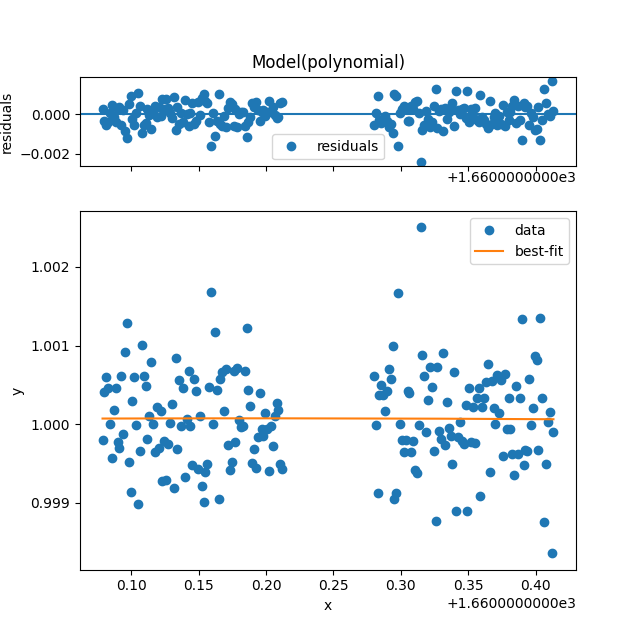 Model(polynomial)
residuals
0.000
−0.002
residuals
+1.6600000000e3
y
1.002
1.001
1.000
0.999
data
best-fit
0.10 0.15 0.20 0.25 0.30 0.35 0.40
x
+1.6600000000e3